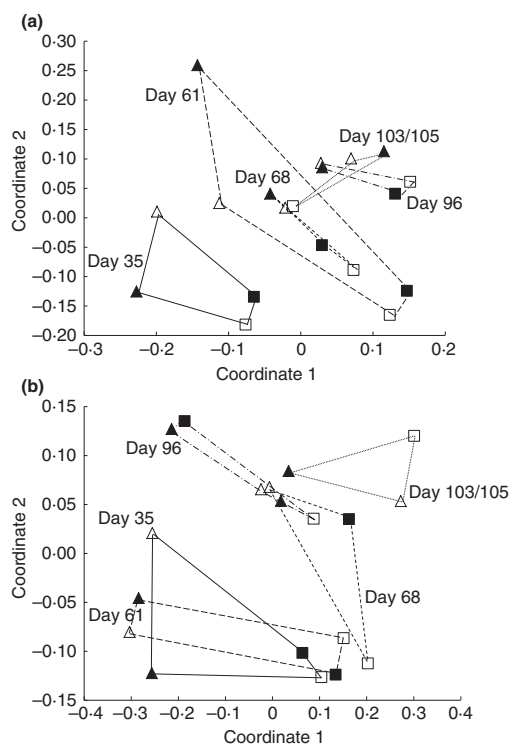 (a)
0·30
0·25
0·20
0·15
0·10
0·05
0·00
−0·05
−0·10
−0·15
−0·20
Coordinate 2
Day 61
Day 103/105
Day 68
Day 96
Day 35
−0·3 −0·2 −0·1 0 0·1 0·2
Coordinate 1
(b)
0·15
0·10
0·05
0·00
−0·05
−0·10
−0·15
Coordinate 2
Day 96
Day 35
Day 103/105
Day 61
Day 68
−0·4 −0·3 −0·2 −0·1 0 0·1 0·2 0·3 0·4
Coordinate 1